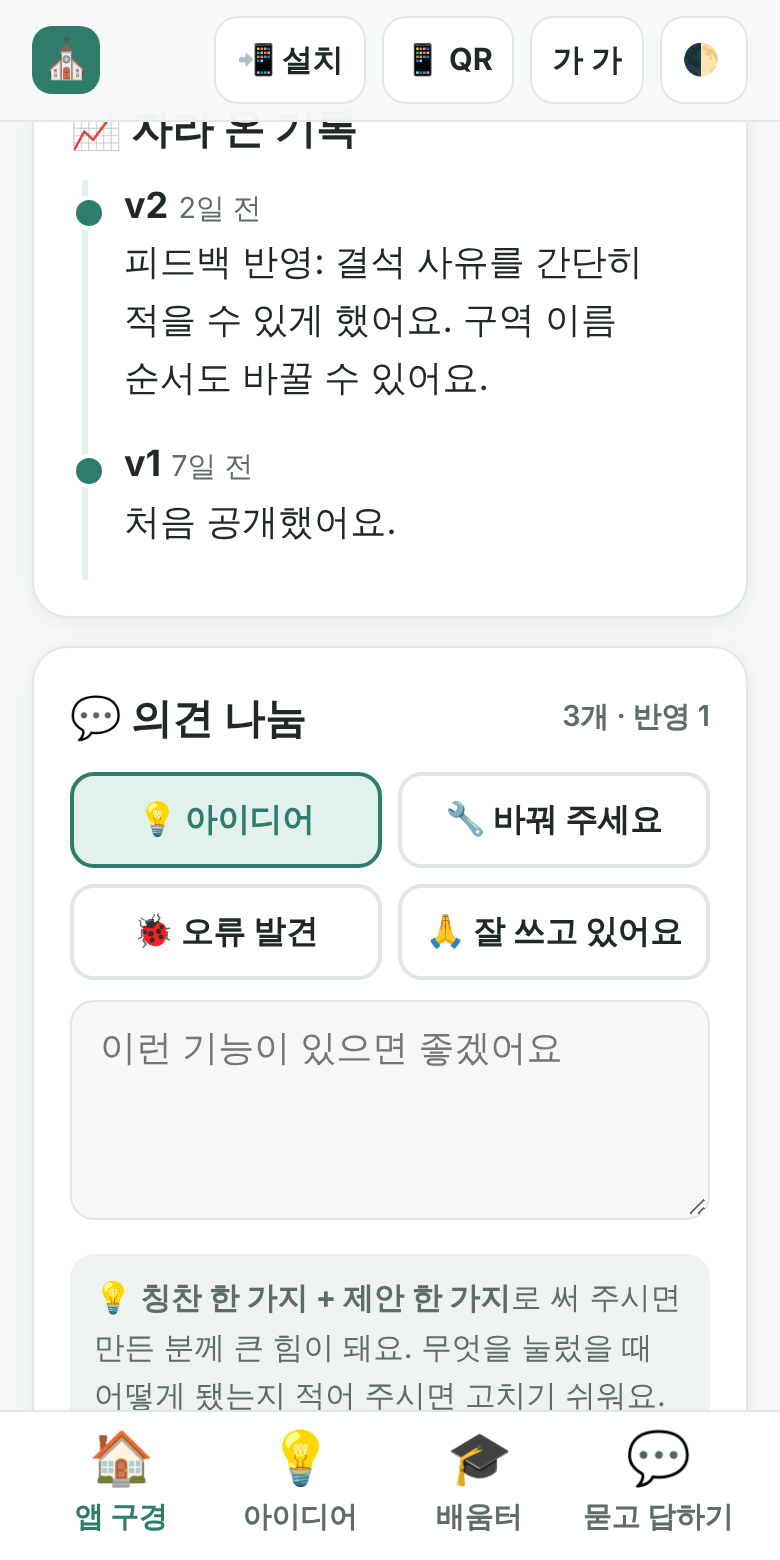 설치
QR
가 가
자라 온 기록
v2 2일 전
피드백 반영: 결석 사유를 간단히
적을 수 있게 했어요. 구역 이름
순서도 바꿀 수 있어요.
v1 7일 전
처음 공개했어요.
의견 나눔
3개 · 반영 1
아이디어
바꿔 주세요
오류 발견
잘 쓰고 있어요
이런 기능이 있으면 좋겠어요
칭찬 한 가지 + 제안 한 가지로 써 주시면
만든 분께 큰 힘이 돼요. 무엇을 눌렀을 때
어떻게 됐는지 적어 주시면 고치기 쉬워요.
앱 구경
아이디어
배움터
묻고 답하기